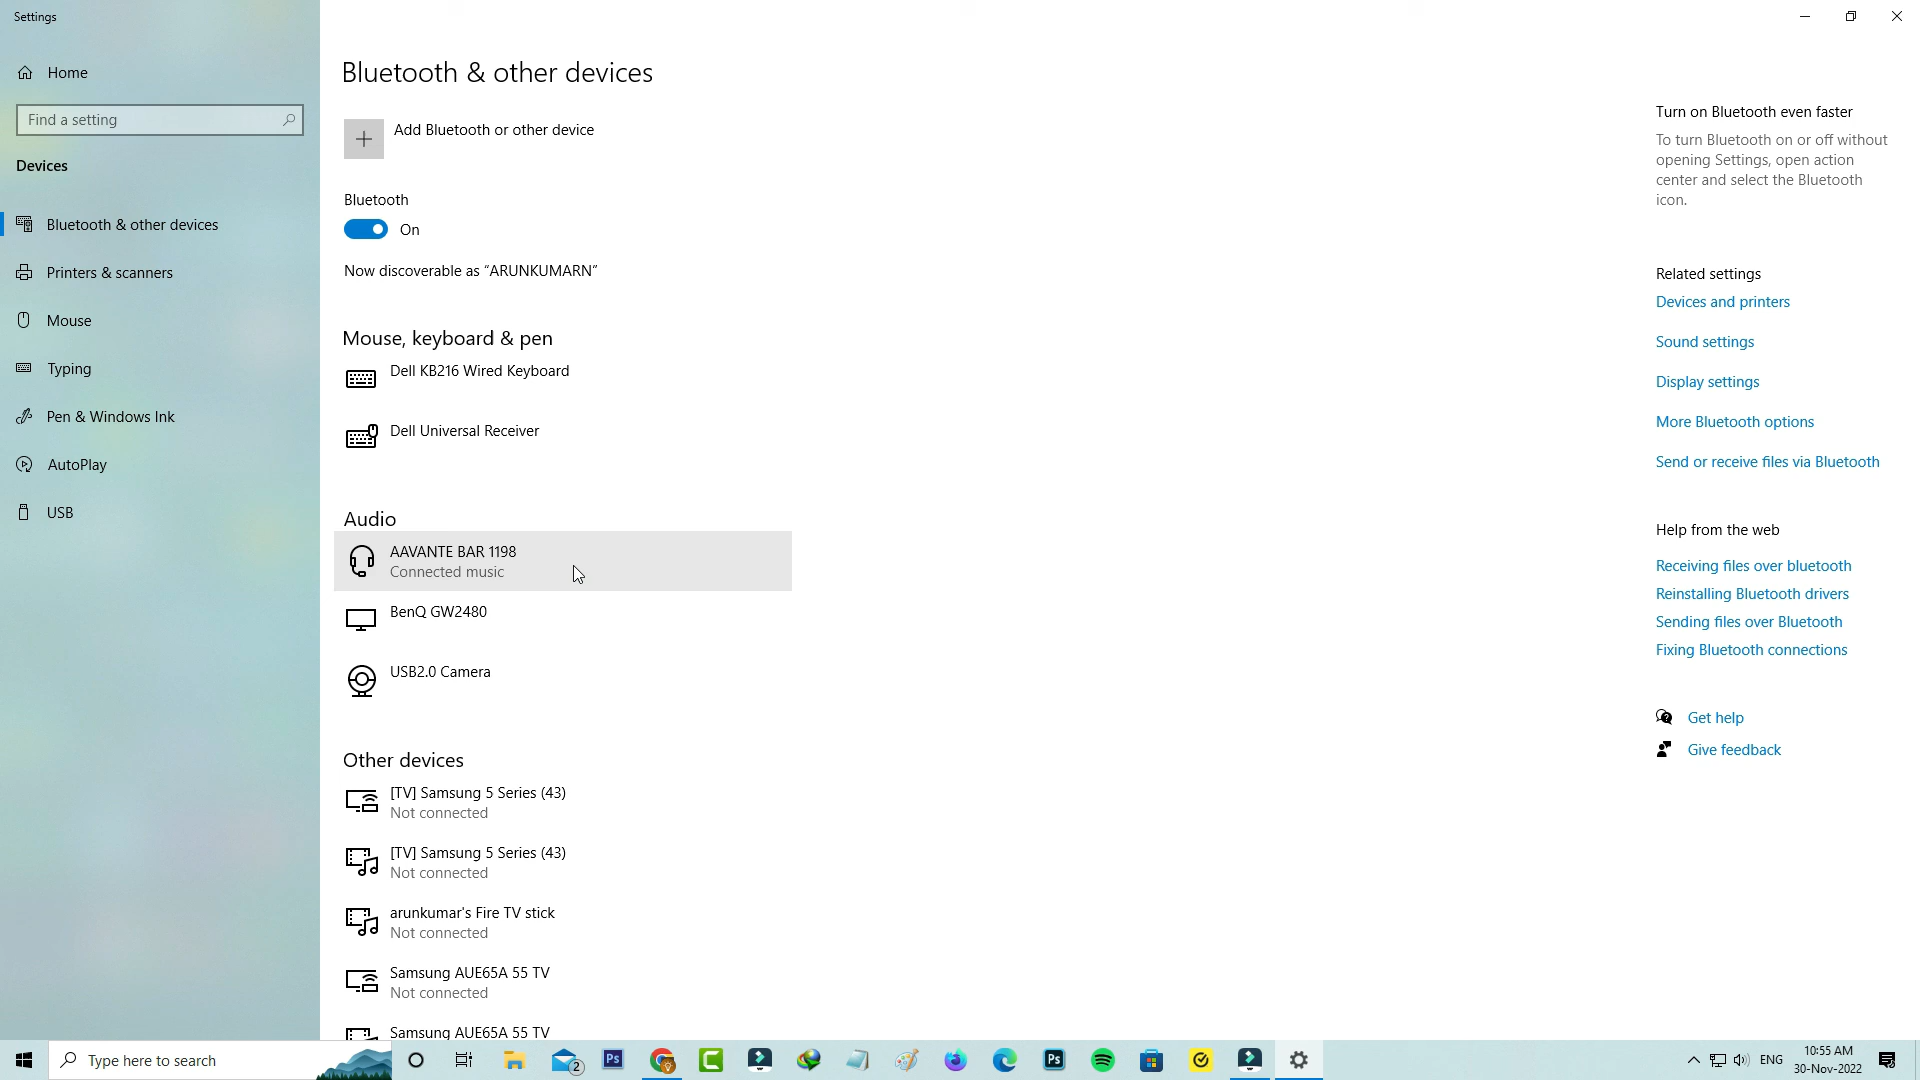 Settings
Home
Find a setting
Devices
Bluetooth & other devices
Printers & scanners
Mouse
Typing
Pen & Windows Ink
AutoPlay
USB
Bluetooth & other devices
Add Bluetooth or other device
Bluetooth
On
Now discoverable as “ARUNKUMARN”
Mouse, keyboard & pen
Dell KB216 Wired Keyboard
Dell Universal Receiver
Audio
AAVANTE BAR 1198
Connected music
BenQ GW2480
USB2.0 Camera
Other devices
[TV] Samsung 5 Series (43)
Not connected
[TV] Samsung 5 Series (43)
Not connected
arunkumar's Fire TV stick
Not connected
Samsung AUE65A 55 TV
Not connected
Samsung AUE65A 55 TV
Turn on Bluetooth even faster
To turn Bluetooth on or off without
opening Settings, open action
center and select the Bluetooth
icon.
Related settings
Devices and printers
Sound settings
Display settings
More Bluetooth options
Send or receive files via Bluetooth
Help from the web
Receiving files over bluetooth
Reinstalling Bluetooth drivers
Sending files over Bluetooth
Fixing Bluetooth connections
Get help
Give feedback
Type here to search
2
Ps
Ps
ENG
10:55 AM
30-Nov-2022